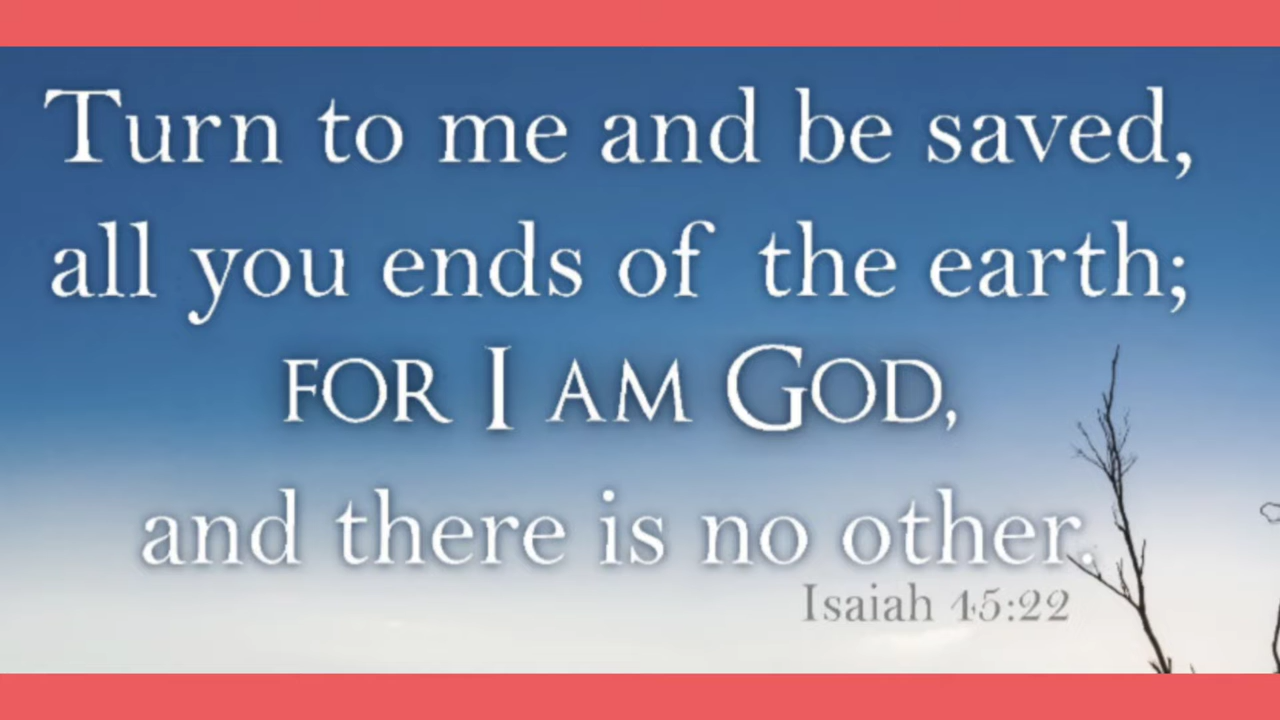 Turn to me and be saved,
all you ends of the earth;
FOR I AM GOD,
and there is no other.
Isaiah 45:22